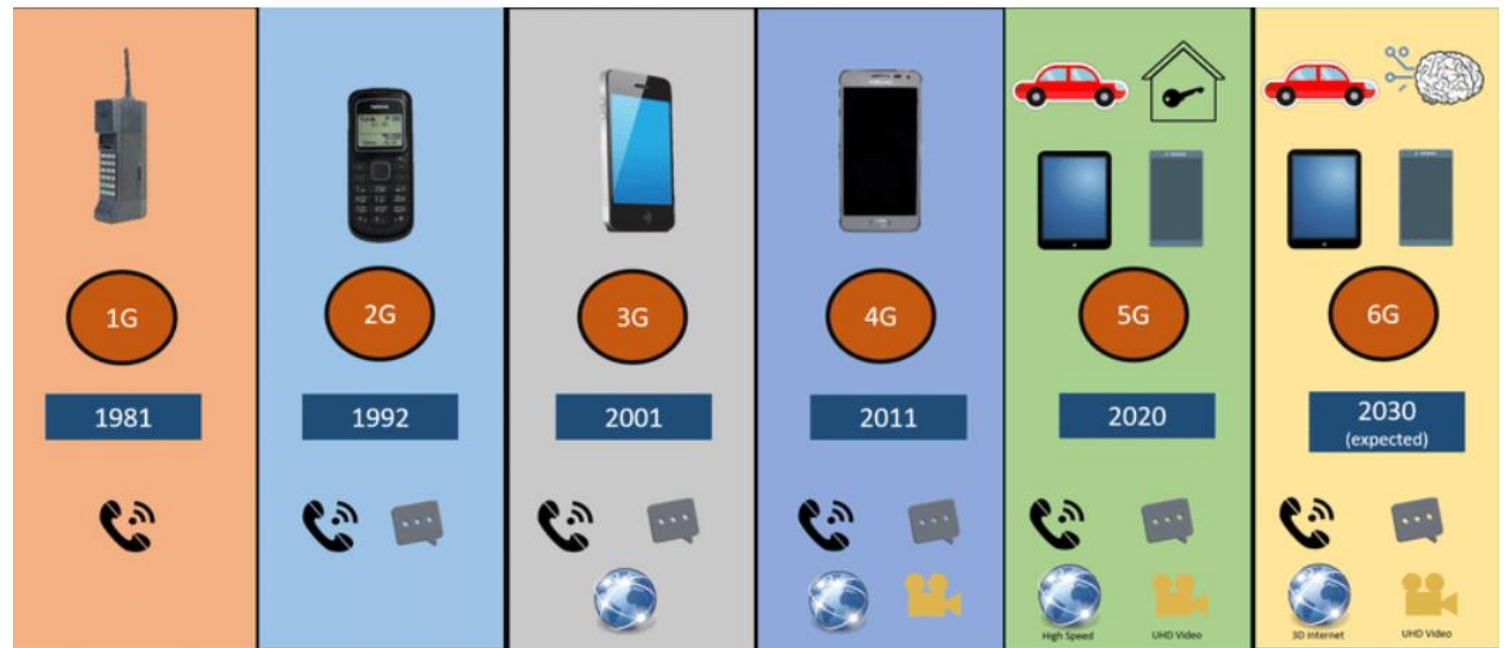 1G
2G
3G
4G
5G
6G
1981
1992
2001
2011
2020
2030
(expected)
High Speed
UHD Video
3D Internet
UHD Video